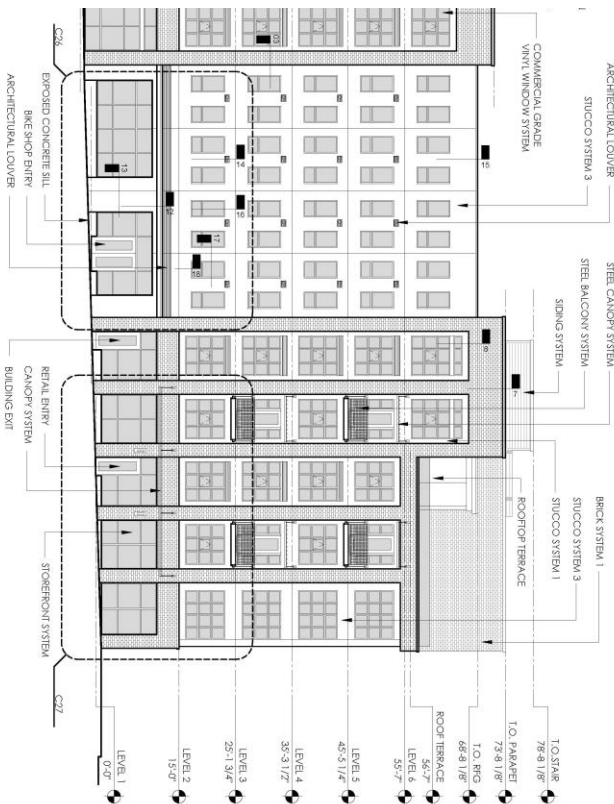 ARCHITECTURAL LOUVER
STUCCO SYSTEM 3
COMMERCIAL GRADE
VINYL WINDOW SYSTEM
STEEL CANOPY SYSTEM
STEEL BALCONY SYSTEM
SIDING SYSTEM
BRICK SYSTEM 1
STUCCO SYSTEM 3
STUCCO SYSTEM 1
ROOFTOP TERRACE
T.O.STAIR
78'-8 1/8"
T.O. PARAPET
73'-8 1/8"
T.O. RFG
68'-8 1/8"
ROOF TERRACE
56'-7"
LEVEL 6
55'-7"
LEVEL 5
45'-5 1/4"
LEVEL 4
35'-3 1/2"
LEVEL 3
25'-1 3/4"
LEVEL 2
15'-0"
LEVEL 1
0'-0"
15
7
8
03
14
16
17
18
12
13
C26
C27
EXPOSED CONCRETE SILL
BIKE SHOP ENTRY
ARCHITECTURAL LOUVER
RETAIL ENTRY
CANOPY SYSTEM
BUILDING EXIT
STOREFRONT SYSTEM